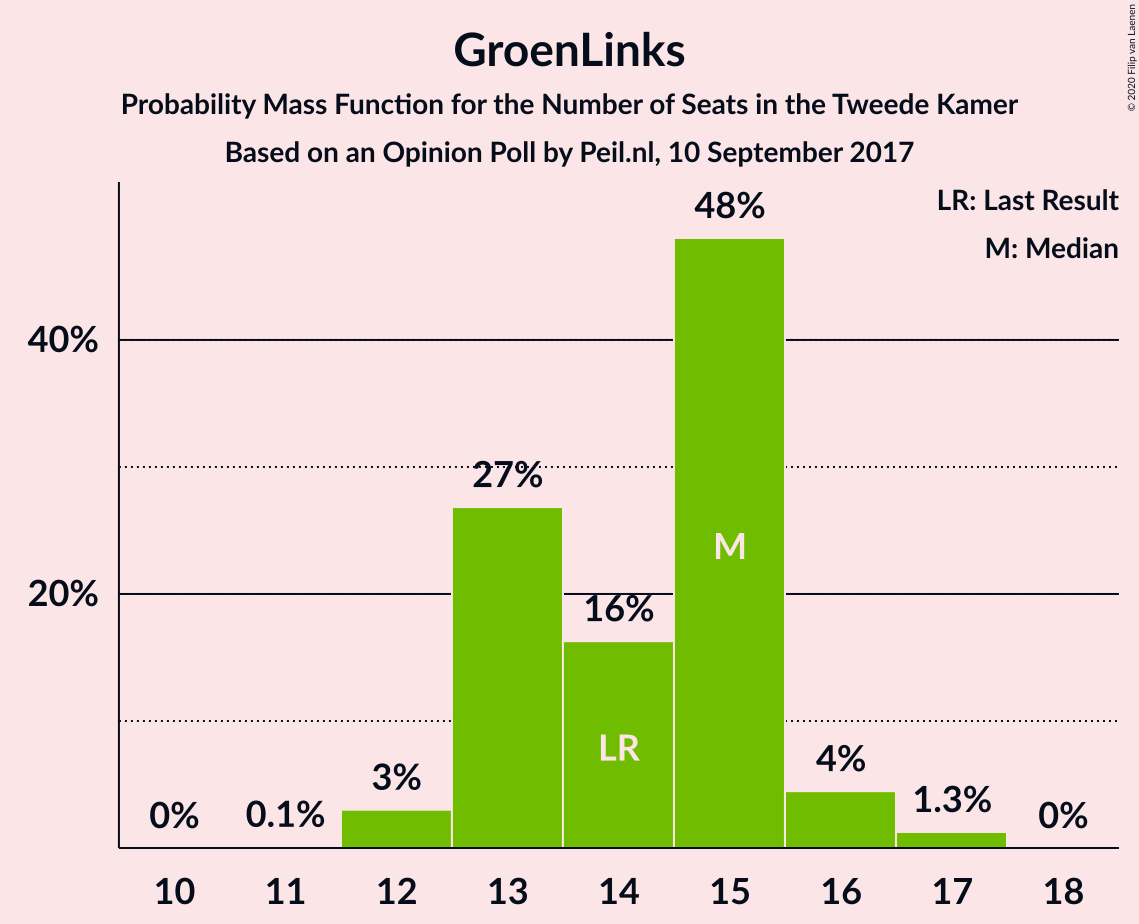 GroenLinks
Probability Mass Function for the Number of Seats in the Tweede Kamer
Based on an Opinion Poll by Peil.nl, 10 September 2017
© 2020 Filip van Laenen
LR: Last Result
M: Median
48%
40%
27%
M
20%
16%
LR
4%
3%
1.3%
0%
0.1%
0%
10 11 12 13 14 15 16 17 18